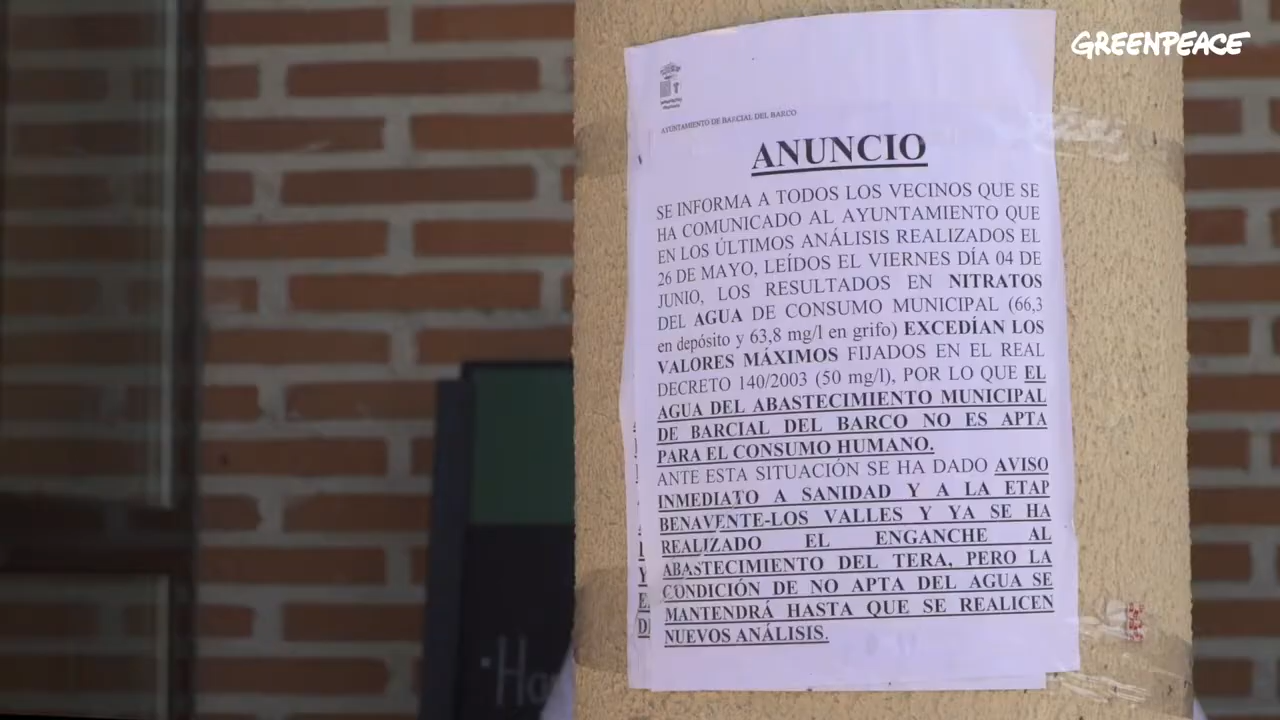 GREENPEACE
AYUNTAMIENTO DE BARCIAL DEL BARCO
ANUNCIO
SE INFORMA A TODOS LOS VECINOS QUE SE
HA COMUNICADO AL AYUNTAMIENTO QUE
EN LOS ÚLTIMOS ANÁLISIS REALIZADOS EL
26 DE MAYO, LEÍDOS EL VIERNES DÍA 04 DE
JUNIO, LOS RESULTADOS EN NITRATOS
DEL AGUA DE CONSUMO MUNICIPAL (66,3
en depósito y 63,8 mg/l en grifo) EXCEDÍAN LOS
VALORES MÁXIMOS FIJADOS EN EL REAL
DECRETO 140/2003 (50 mg/l), POR LO QUE EL
AGUA DEL ABASTECIMIENTO MUNICIPAL
DE BARCIAL DEL BARCO NO ES APTA
PARA EL CONSUMO HUMANO.
ANTE ESTA SITUACIÓN SE HA DADO AVISO
INMEDIATO A SANIDAD Y A LA ETAP
BENAVENTE-LOS VALLES Y YA SE HA
REALIZADO EL ENGANCHE AL
ABASTECIMIENTO DEL TERA, PERO LA
CONDICIÓN DE NO APTA DEL AGUA SE
MANTENDRÁ HASTA QUE SE REALICEN
NUEVOS ANÁLISIS.